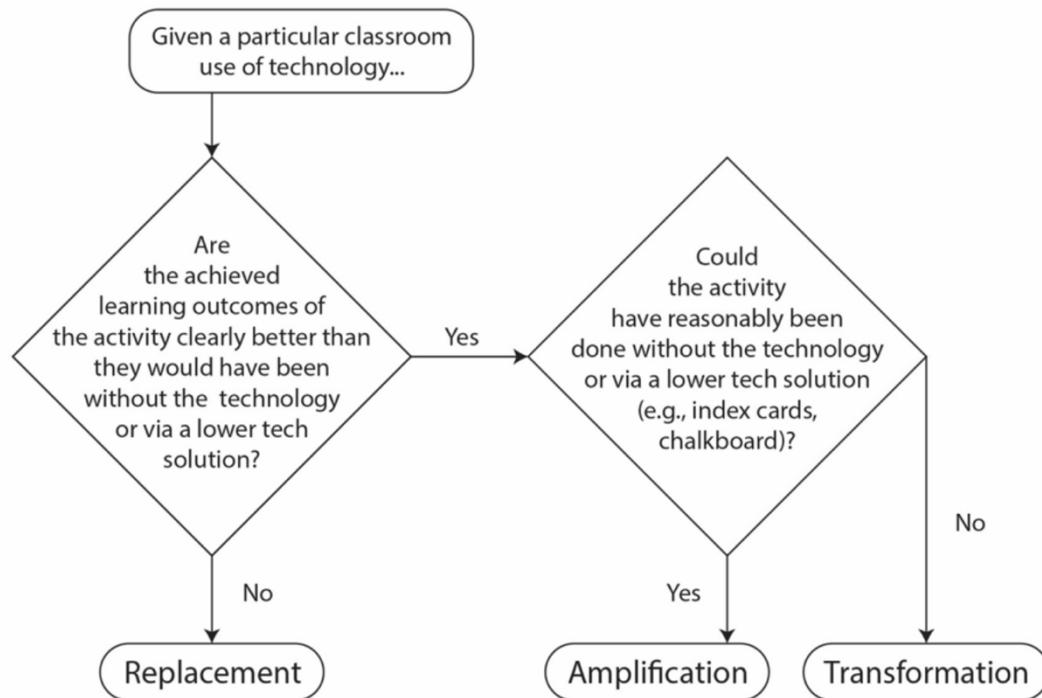 Given a particular classroom
use of technology...
Are
the achieved
learning outcomes of
the activity clearly better than
they would have been
without the technology
or via a lower tech
solution?
Yes
Could
the activity
have reasonably been
done without the technology
or via a lower tech solution
(e.g., index cards,
chalkboard)?
No
No
Yes
Replacement
Amplification
Transformation